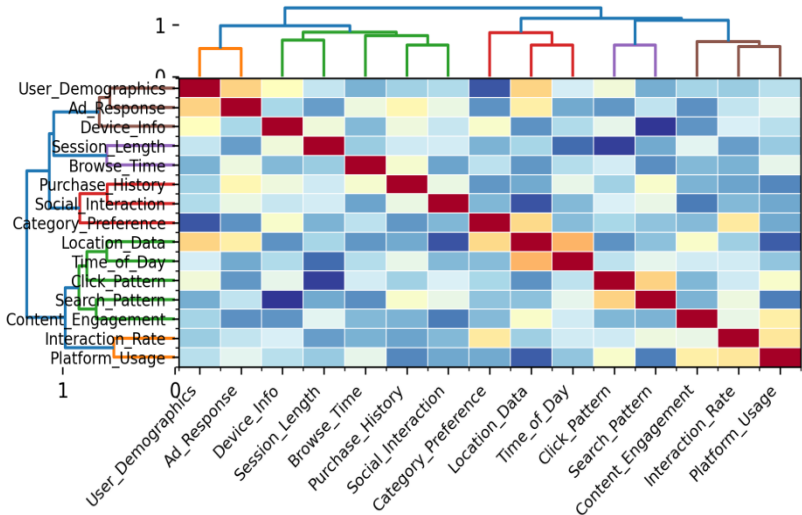 1
0
User_Demographics
Ad_Response
Device_Info
Session_Length
Browse_Time
Purchase_History
Social_Interaction
Category_Preference
Location_Data
Time_of_Day
Click_Pattern
Search_Pattern
Content_Engagement
Interaction_Rate
Platform_Usage
1
0
User_Demographics
Ad_Response
Device_Info
Session_Length
Browse_Time
Purchase_History
Social_Interaction
Category_Preference
Location_Data
Time_of_Day
Click_Pattern
Search_Pattern
Content_Engagement
Interaction_Rate
Platform_Usage